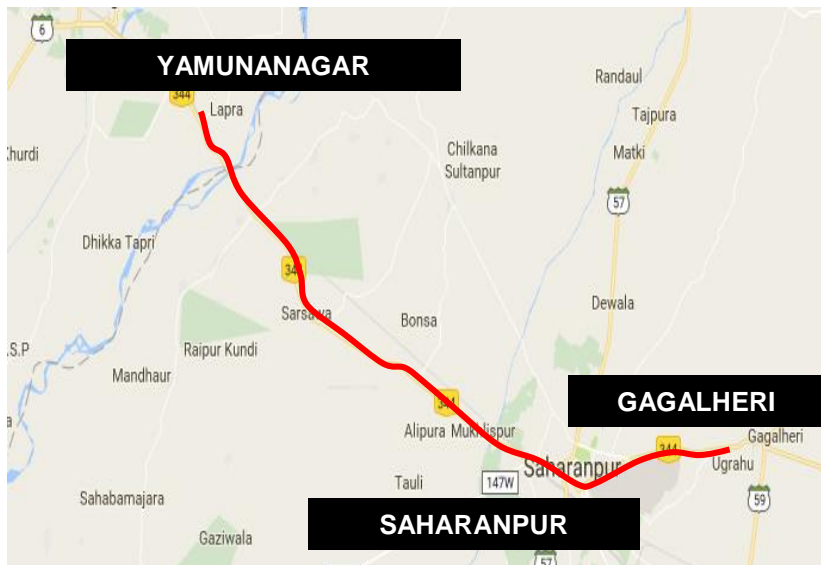 6
YAMUNANAGAR
344
Lapra
Randaul
Tajpura
Khurdi
Chilkana
Sultanpur
Matki
57
Dhikka Tapri
344
Sarsawa
Dewala
Bonsa
.S.P
Raipur Kundi
Mandhaur
GAGALHERI
344
Alipura Mukhlispur
Gagalheri
344
Saharanpur
Ugrahu
Tauli
147W
Sahabamajara
59
SAHARANPUR
Gaziwala
57